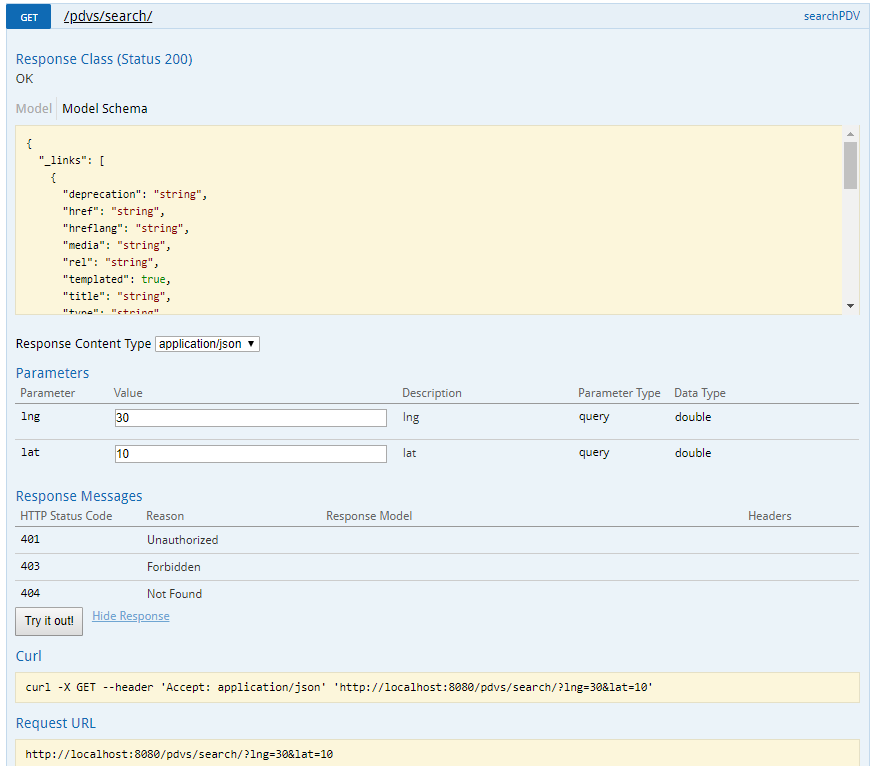 GET /pdvs/search/ searchPDV
Response Class (Status 200)
OK
Model Model Schema
{
"_links": [
{
"deprecation": "string",
"href": "string",
"hreflang": "string",
"media": "string",
"rel": "string",
"templated": true,
"title": "string",
"type": "string"
Response Content Type application/json
Parameters
Parameter Value Description Parameter Type Data Type
lng 30 lng query double
lat 10 lat query double
Response Messages
HTTP Status Code Reason Response Model Headers
401 Unauthorized
403 Forbidden
404 Not Found
Try it out! Hide Response
Curl
curl -X GET --header 'Accept: application/json' 'http://localhost:8080/pdvs/search/?lng=30&lat=10'
Request URL
http://localhost:8080/pdvs/search/?lng=30&lat=10